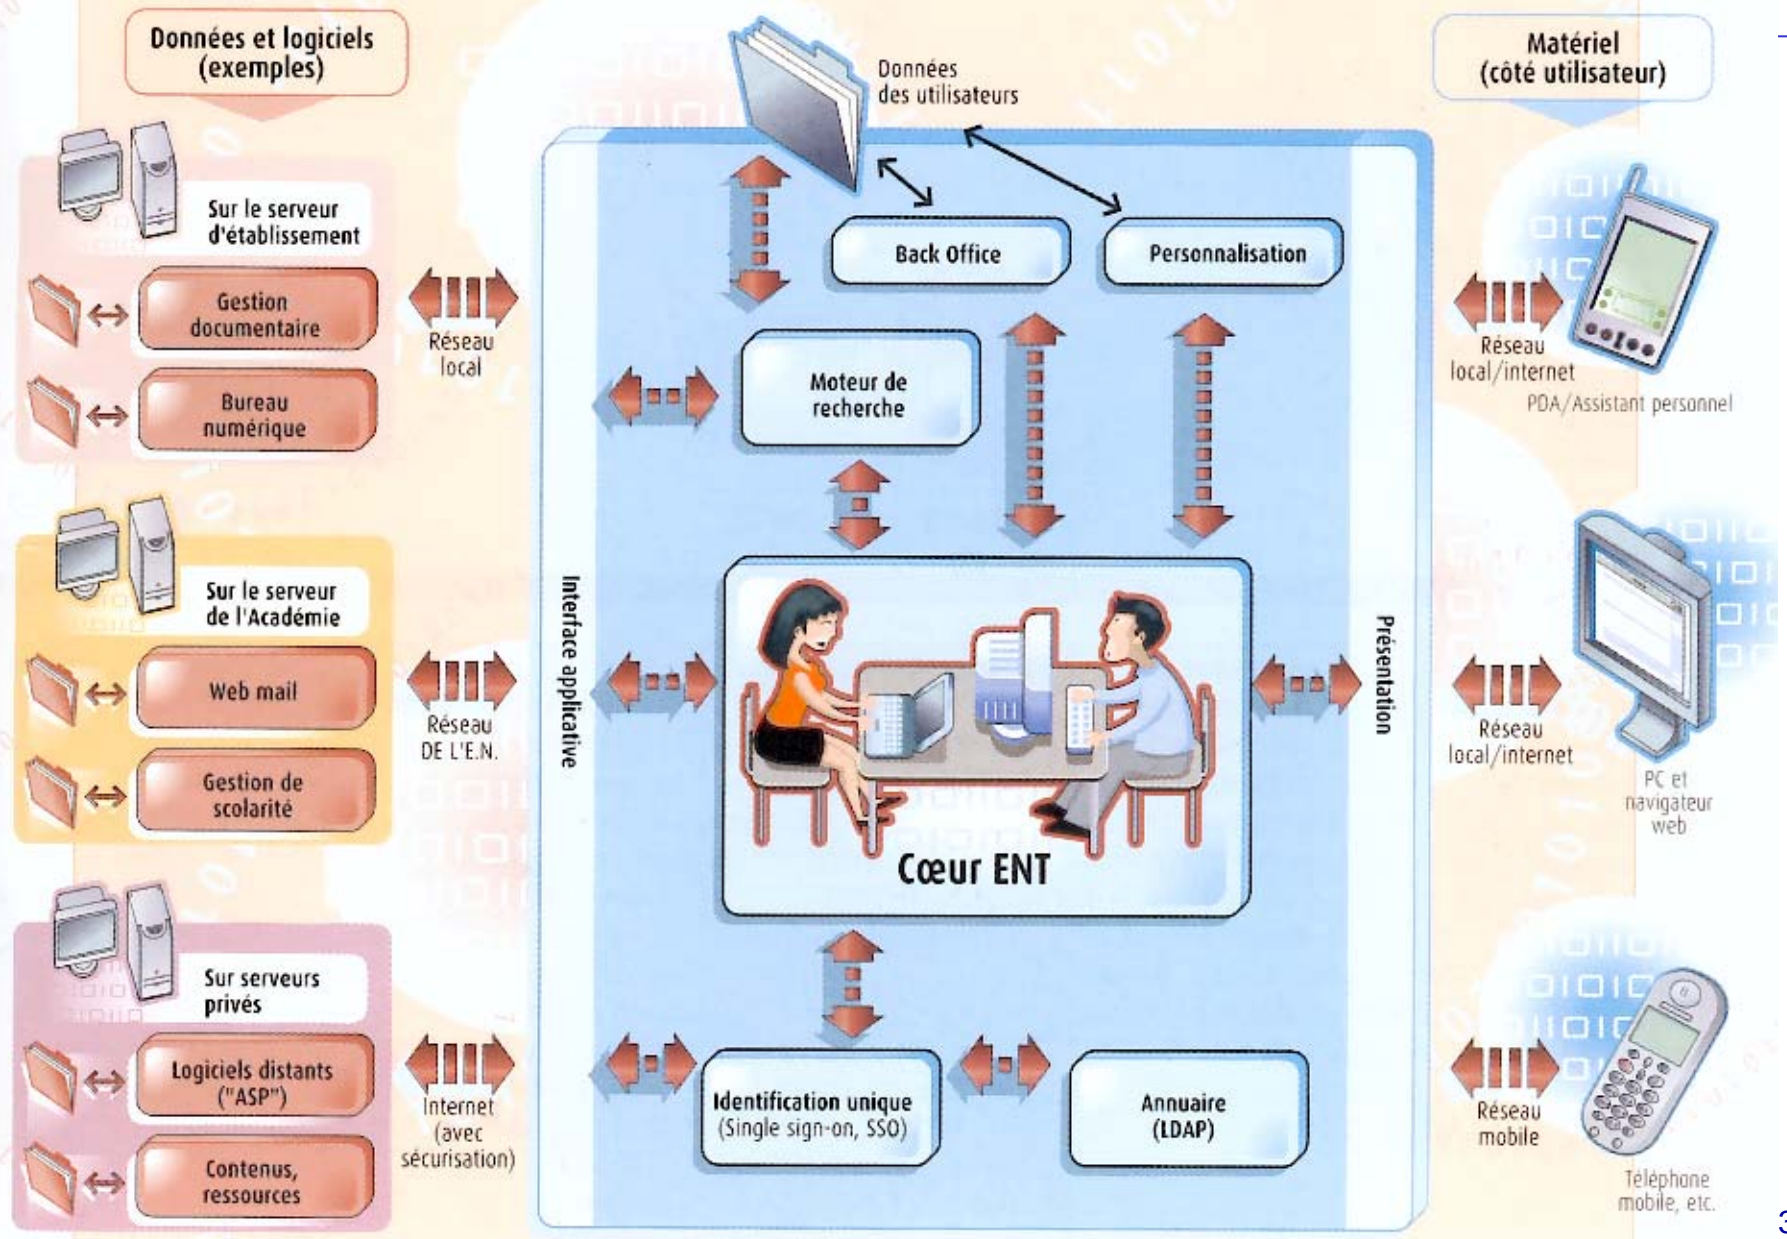 Données et logiciels
(exemples)
Sur le serveur
d'établissement
Gestion
documentaire
Bureau
numérique
Réseau
local
Sur le serveur
de l'Académie
Web mail
Gestion de
scolarité
Réseau
DE L'E.N.
Sur serveurs
privés
Logiciels distants
("ASP")
Contenus,
ressources
Internet
(avec
sécurisation)
Interface applicative
Données
des utilisateurs
Back Office
Personnalisation
Moteur de
recherche
Cœur ENT
Identification unique
(Single sign-on, SSO)
Annuaire
(LDAP)
Présentation
Matériel
(côté utilisateur)
Réseau
local/internet
PDA/Assistant personnel
Réseau
local/internet
PC et
navigateur
web
Réseau
mobile
Téléphone
mobile, etc.
3